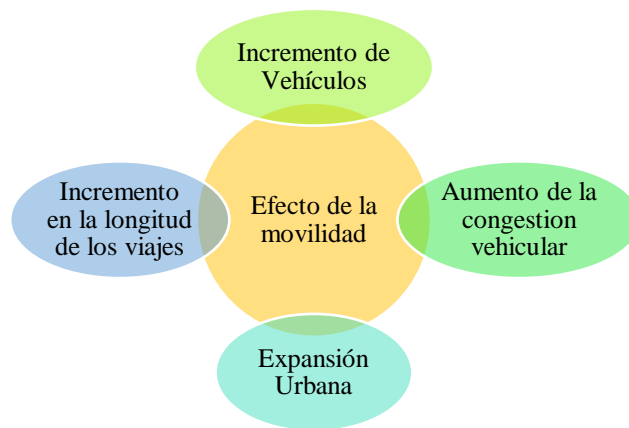 Incremento de
Vehículos
Incremento
en la longitud
de los viajes
Efecto de la
movilidad
Aumento de la
congestion
vehicular
Expansión
Urbana